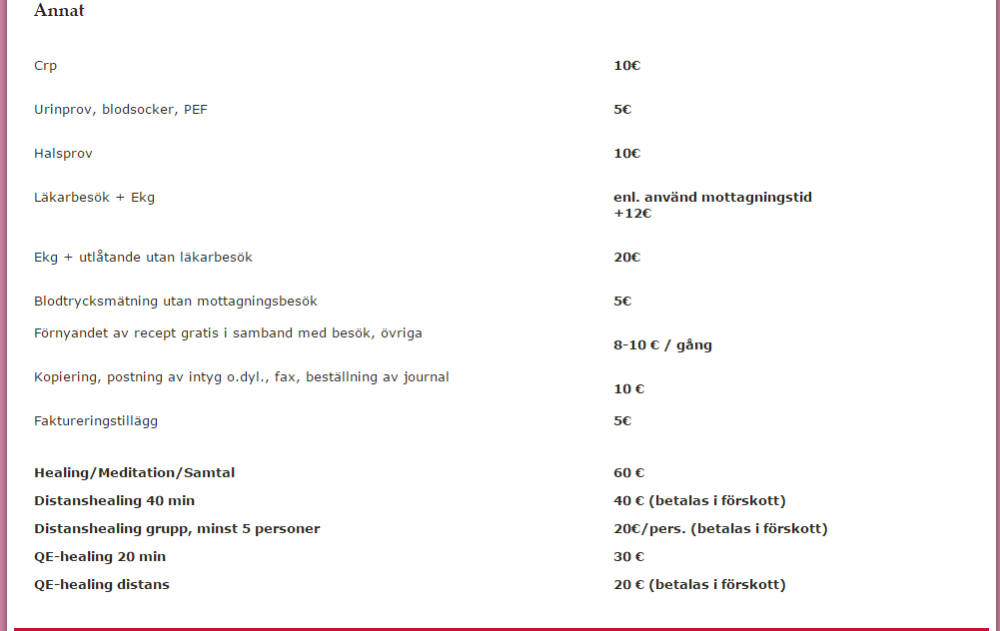 Annat
Crp 10€
Urinprov, blodsocker, PEF 5€
Halsprov 10€
Läkarbesök + Ekg enl. använd mottagningstid
+12€
Ekg + utlåtande utan läkarbesök 20€
Blodtrycksmätning utan mottagningsbesök 5€
Förnyandet av recept gratis i samband med besök, övriga
8-10 € / gång
Kopiering, postning av intyg o.dyl., fax, beställning av journal
10 €
Faktureringstillägg 5€
Healing/Meditation/Samtal 60 €
Distanshealing 40 min 40 € (betalas i förskott)
Distanshealing grupp, minst 5 personer 20€/pers. (betalas i förskott)
QE-healing 20 min 30 €
QE-healing distans 20 € (betalas i förskott)